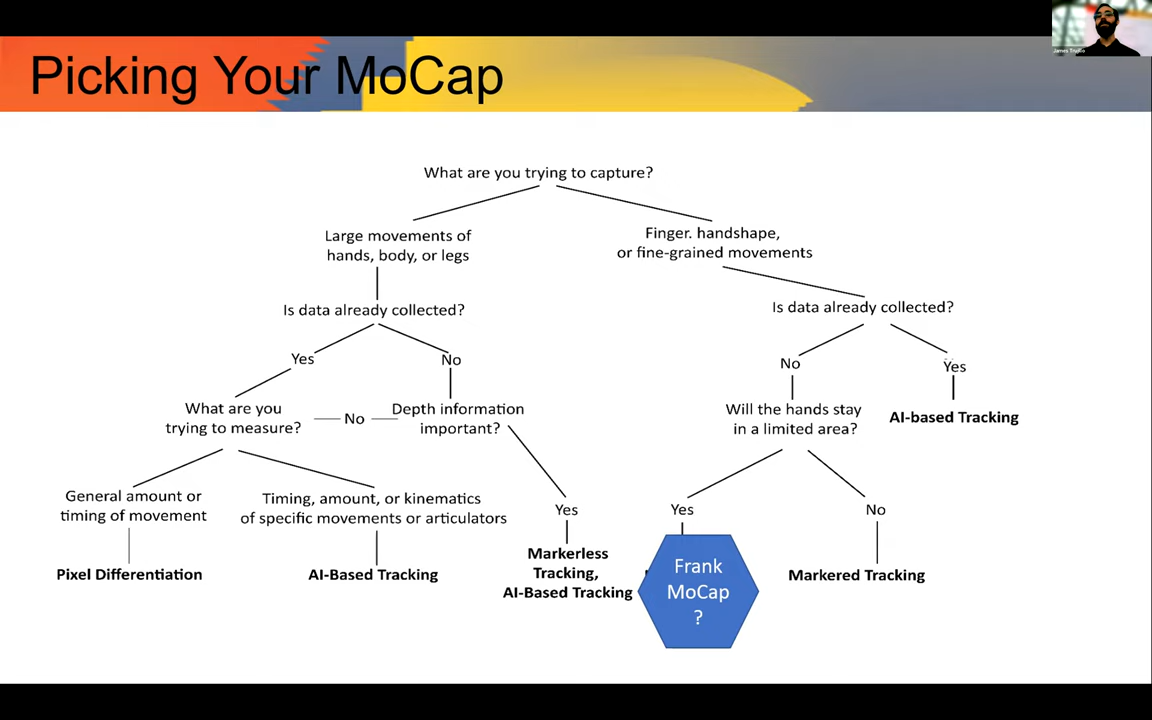 Picking Your MoCap
James Trujillo
What are you trying to capture?
Large movements of
hands, body, or legs
Finger. handshape,
or fine-grained movements
Is data already collected?
Is data already collected?
Yes
No
No
Yes
What are you
trying to measure?
No
Depth information
important?
Will the hands stay
in a limited area?
AI-based Tracking
General amount or
timing of movement
Timing, amount, or kinematics
of specific movements or articulators
Yes
Yes
No
Pixel Differentiation
AI-Based Tracking
Markerless
Tracking,
AI-Based Tracking
Frank
MoCap
?
Markered Tracking